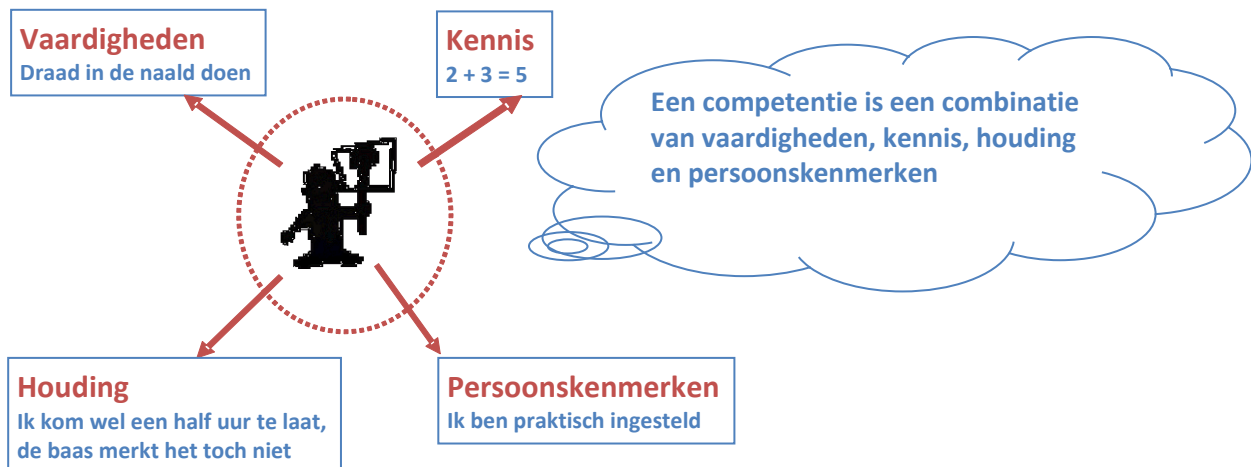 Vaardigheden
Draad in de naald doen
Kennis
2 + 3 = 5
Een competentie is een combinatie
van vaardigheden, kennis, houding
en persoonskenmerken
Houding
Ik kom wel een half uur te laat,
de baas merkt het toch niet
Persoonskenmerken
Ik ben praktisch ingesteld